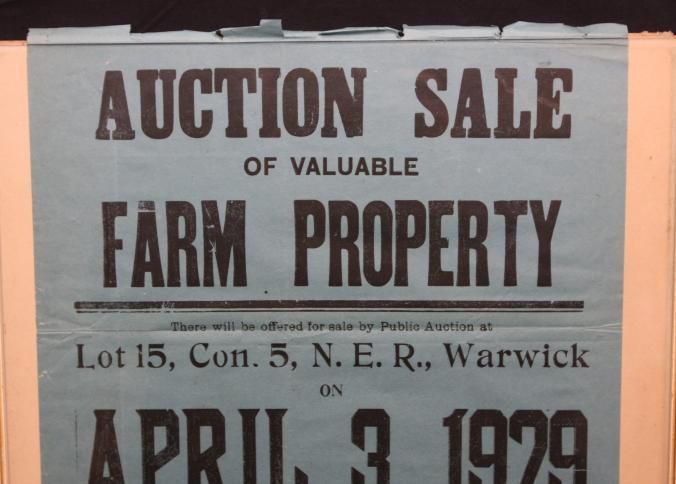 AUCTION SALE
OF VALUABLE
FARM PROPERTY
There will be offered for sale by Public Auction at
Lot 15, Con. 5, N. E. R., Warwick
ON
APRIL 3 1929